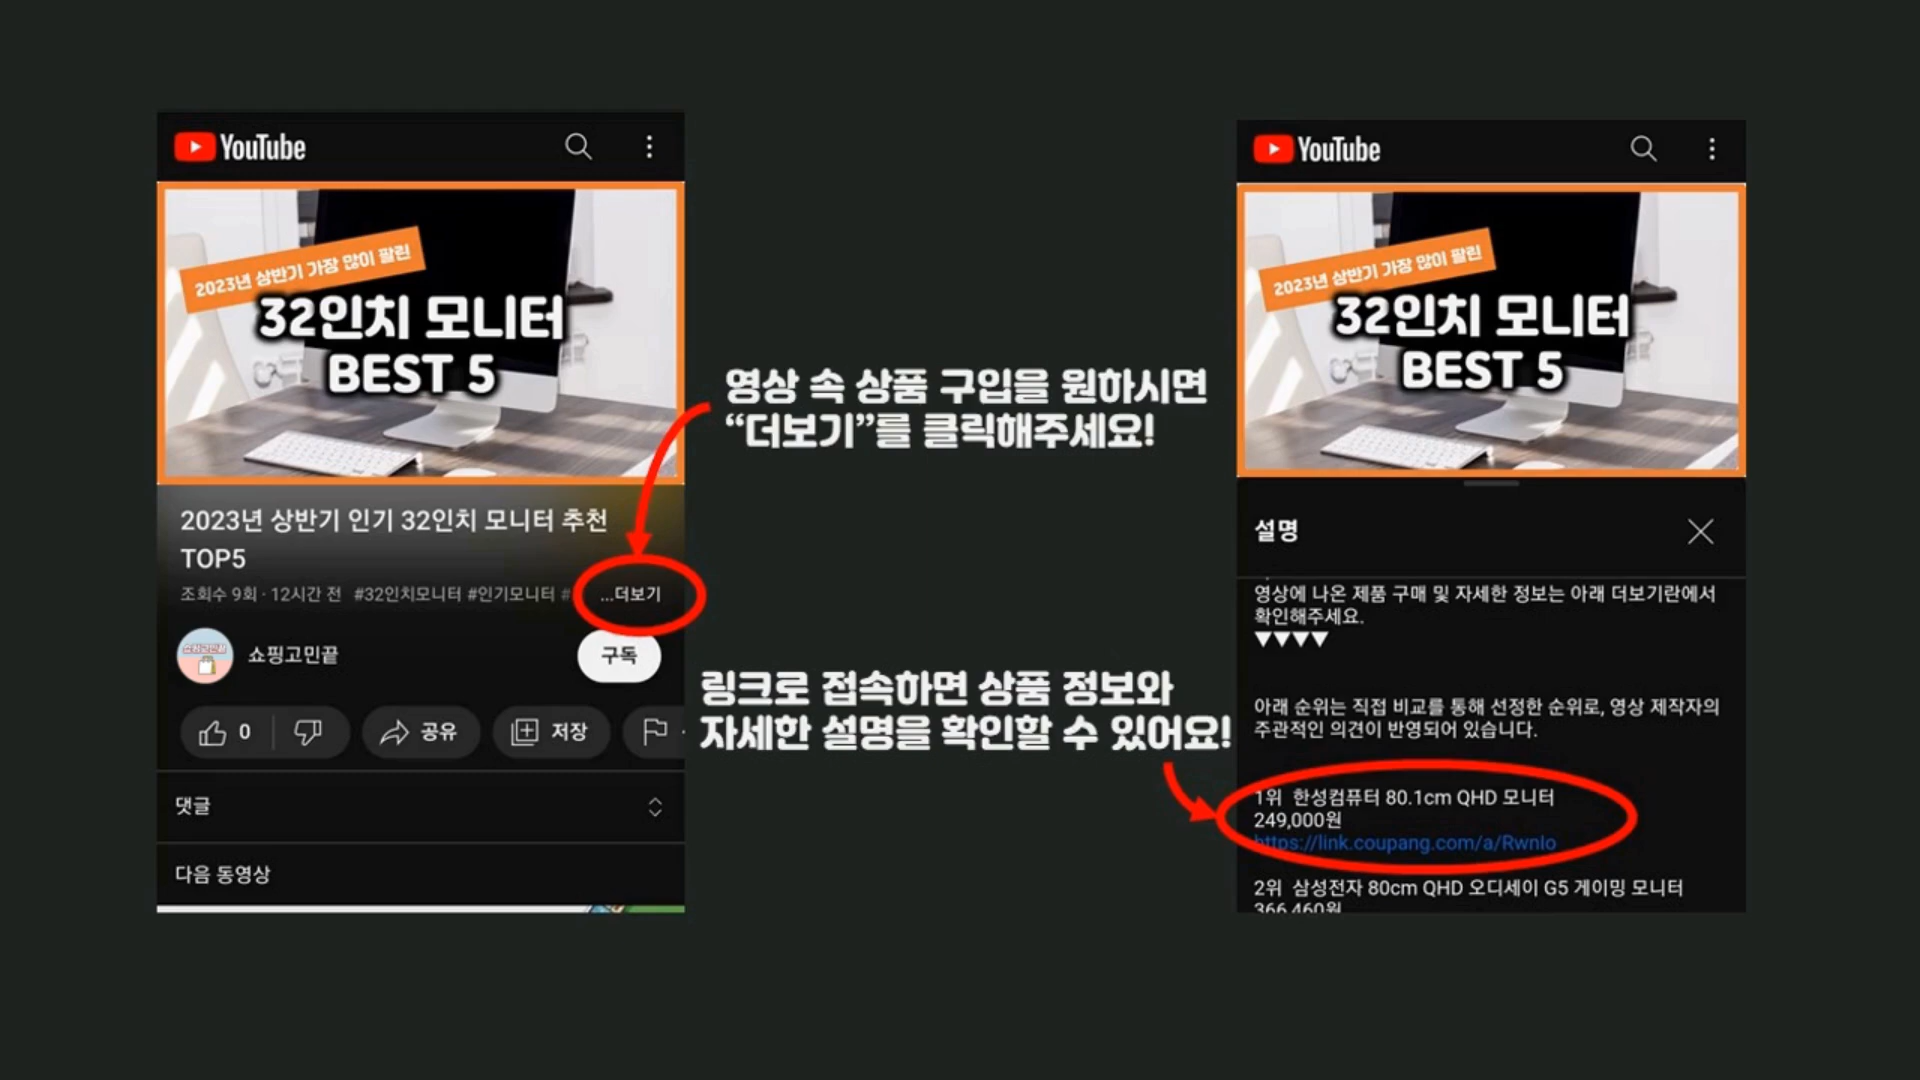 YouTube
2023년 상반기 가장 많이 팔린
32인치 모니터
BEST 5
2023년 상반기 인기 32인치 모니터 추천
TOP5
조회수 9회 · 12시간 전 #32인치모니터 #인기모니터 # ...더보기
쇼핑고민끝
쇼핑고민끝
구독
0
공유
저장
댓글
다음 동영상
영상 속 상품 구입을 원하시면
“더보기”를 클릭해주세요!
링크로 접속하면 상품 정보와
자세한 설명을 확인할 수 있어요!
YouTube
2023년 상반기 가장 많이 팔린
32인치 모니터
BEST 5
설명
영상에 나온 제품 구매 및 자세한 정보는 아래 더보기란에서
확인해주세요.
▼▼▼▼
아래 순위는 직접 비교를 통해 선정한 순위로, 영상 제작자의
주관적인 의견이 반영되어 있습니다.
1위 한성컴퓨터 80.1cm QHD 모니터
249,000원
https://link.coupang.com/a/RwnIo
2위 삼성전자 80cm QHD 오디세이 G5 게이밍 모니터
366,460원